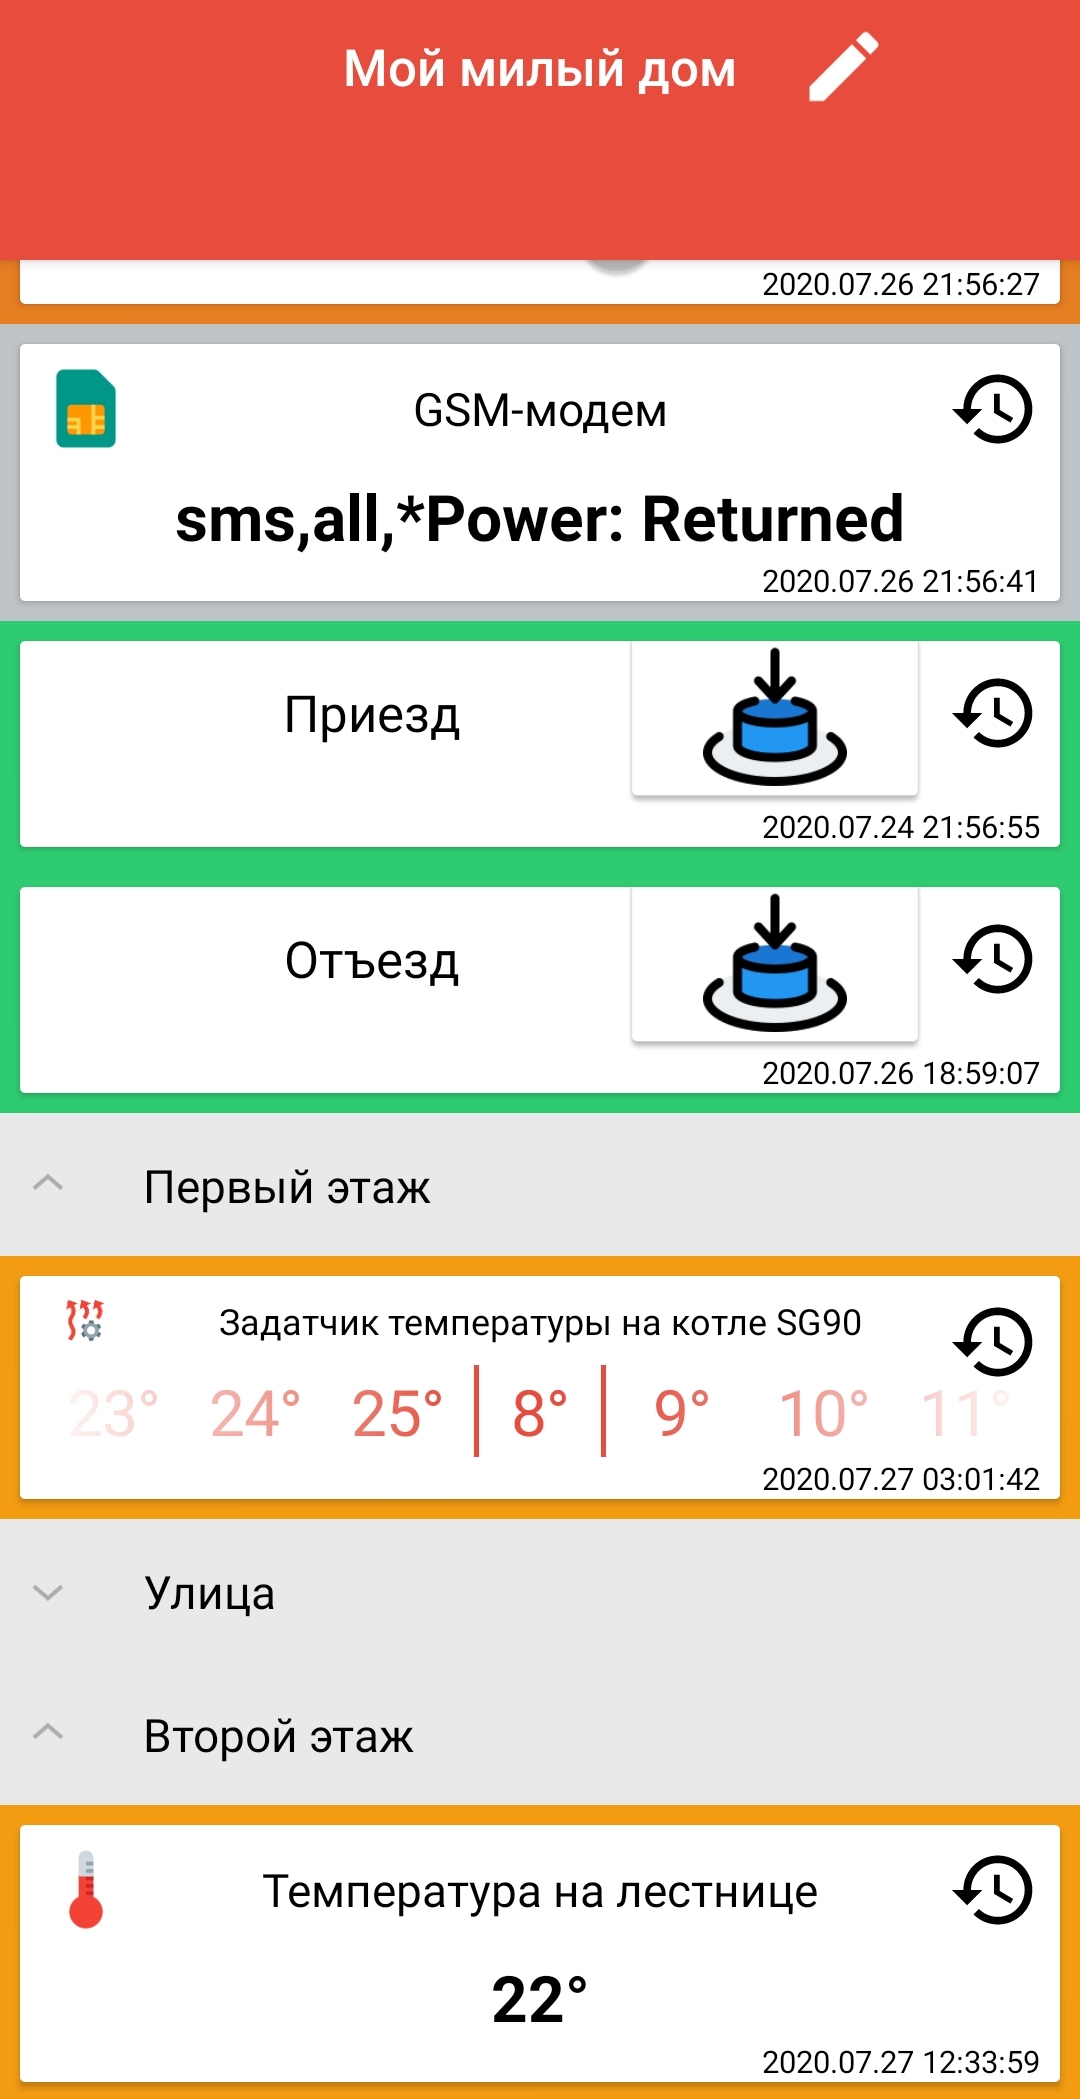 Мой милый дом
2020.07.26 21:56:27
GSM-модем
sms,all,*Power: Returned
2020.07.26 21:56:41
Приезд
2020.07.24 21:56:55
Отъезд
2020.07.26 18:59:07
Первый этаж
Задатчик температуры на котле SG90
23° 24° 25° 8° 9° 10° 11°
2020.07.27 03:01:42
Улица
Второй этаж
Температура на лестнице
22°
2020.07.27 12:33:59